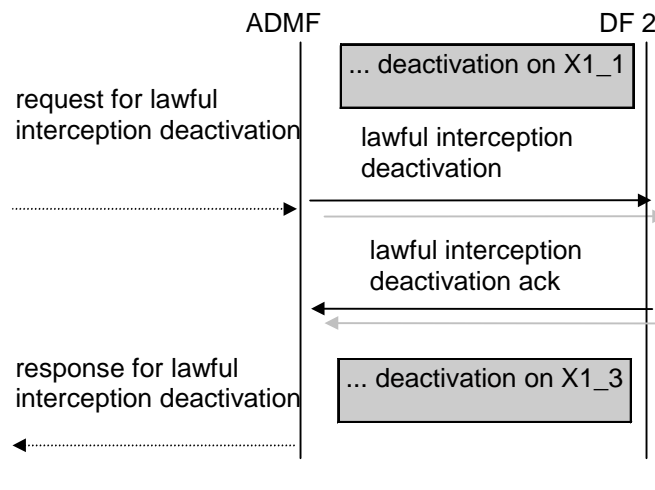 ADMF
DF 2
... deactivation on X1_1
request for lawful
interception deactivation
lawful interception
deactivation
lawful interception
deactivation ack
response for lawful
interception deactivation
... deactivation on X1_3